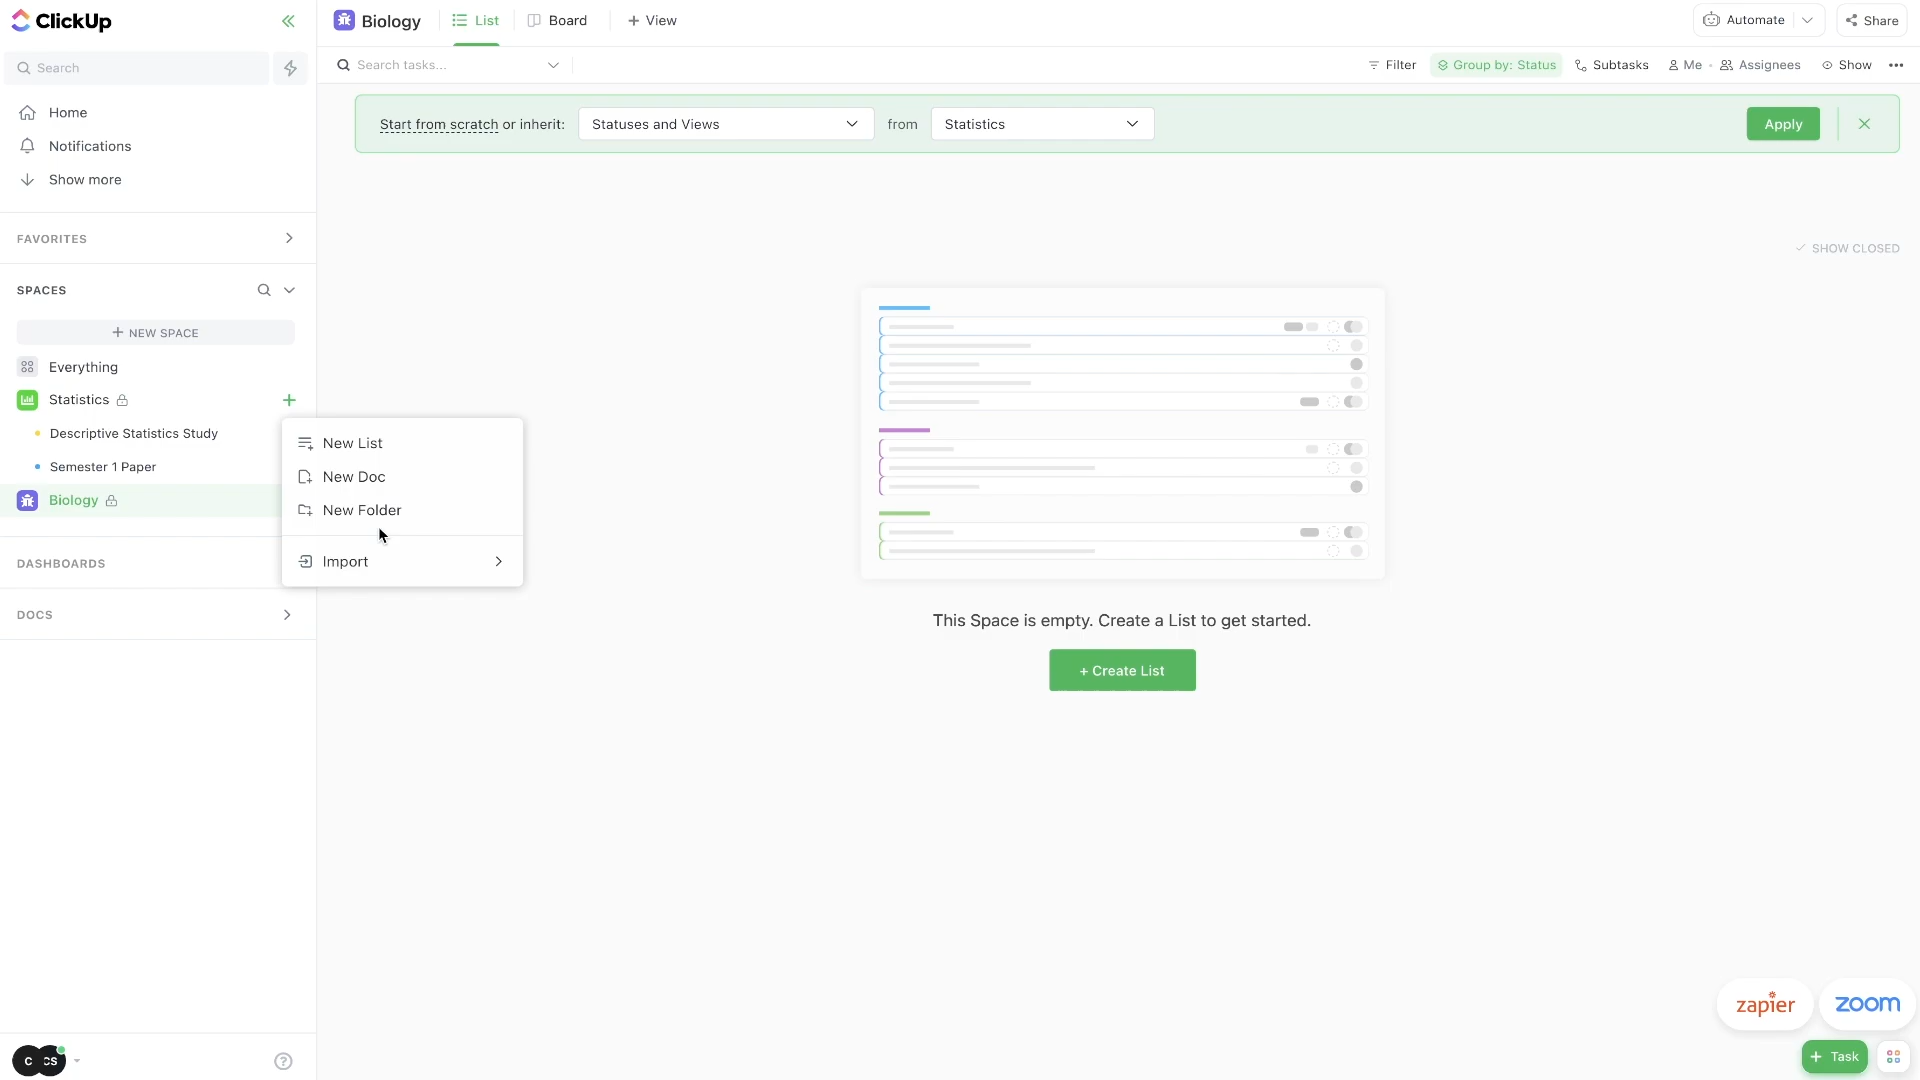 ClickUp
Search
Home
Notifications
Show more
FAVORITES
SPACES
+ NEW SPACE
Everything
Statistics
Descriptive Statistics Study
Semester 1 Paper
Biology
DASHBOARDS
DOCS
C CS
Biology
List
Board
+ View
Automate
Share
Search tasks...
Filter
Group by: Status
Subtasks
Me
Assignees
Show
Start from scratch or inherit:
Statuses and Views
from
Statistics
Apply
SHOW CLOSED
New List
New Doc
New Folder
Import
This Space is empty. Create a List to get started.
+ Create List
zapier
zoom
+ Task